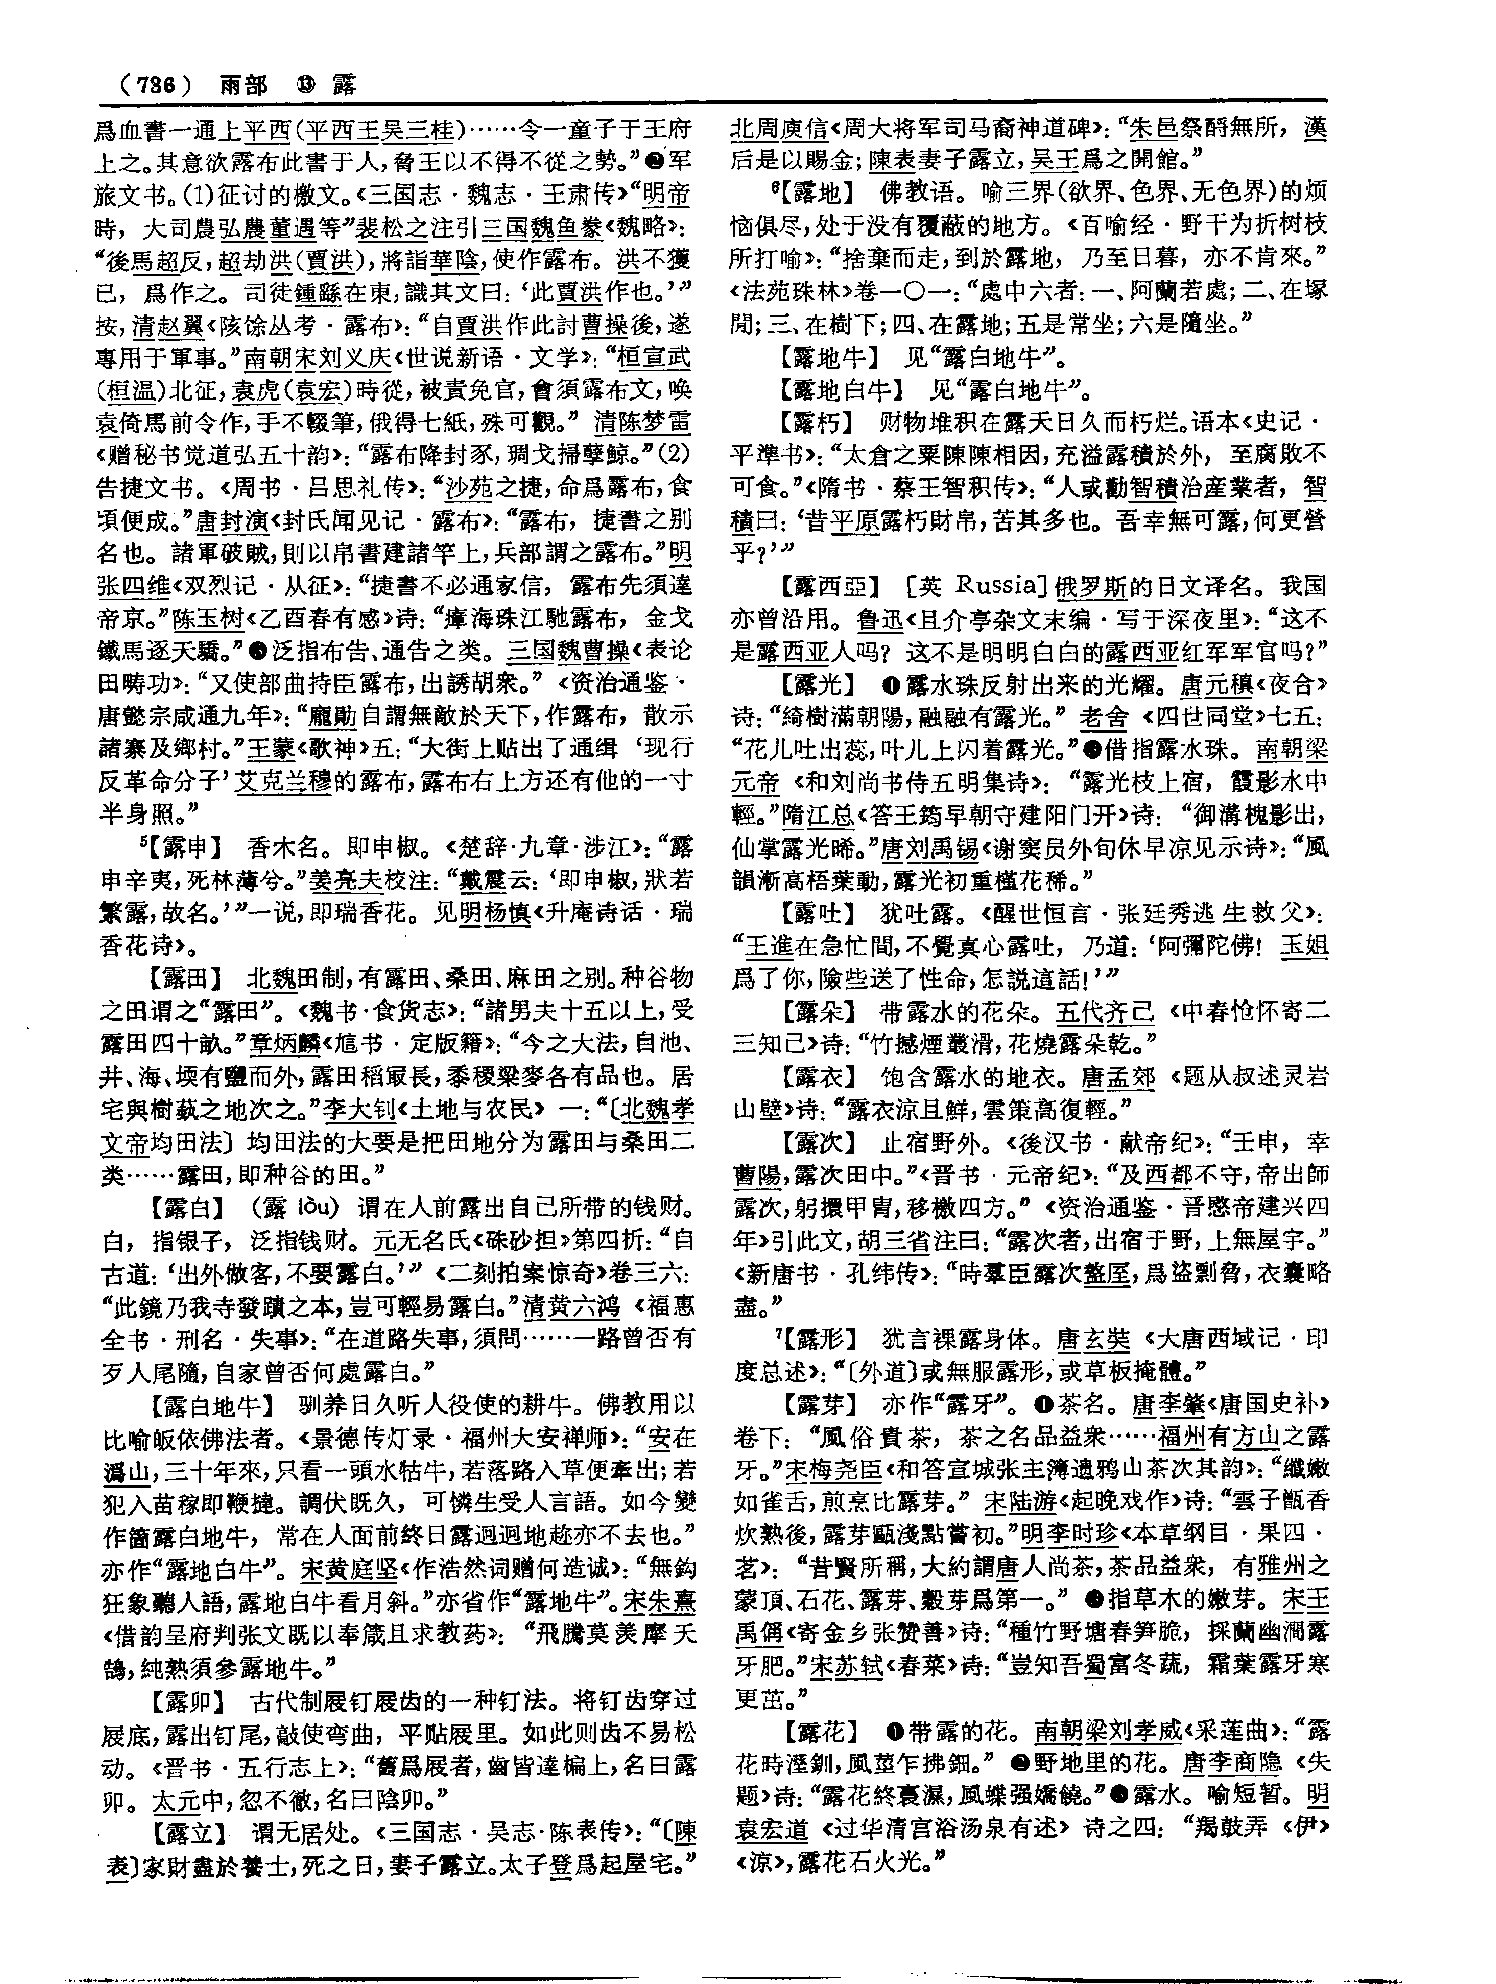 （736） 雨部 ⑬ 露
爲血書一通上平西(平西王吴三桂)……令一童子于王府
上之。其意欲露布此書于人，脅王以不得不從之勢。”❷军
旅文书。(1)征讨的檄文。《三国志·魏志·王肃传》“明帝
時，大司農弘農董遇等”裴松之注引三国魏鱼豢《魏略》：
“後馬超反，超劫洪(賈洪)，將詣華陰，使作露布。洪不獲
已，爲作之。司徒鍾繇在東，識其文曰：‘此賈洪作也。’”
按，清赵翼《陔馀丛考·露布》：“自賈洪作此討曹操後，遂
專用于軍事。”南朝宋刘义庆《世说新语·文学》：“桓宣武
(桓温)北征，袁虎(袁宏)時從，被責免官，會須露布文，唤
袁倚馬前令作，手不輟筆，俄得七紙，殊可觀。” 清陈梦雷
《赠秘书觉道弘五十韵》：“露布降封豕，琱戈掃孽鲸。”(2)
告捷文书。《周书·吕思礼传》：“沙苑之捷，命爲露布，食
頃便成。”唐封演《封氏闻见记·露布》：“露布，捷書之别
名也。諸軍破賊，則以帛書建諸竿上，兵部謂之露布。”明
张四维《双烈记·从征》：“捷書不必通家信，露布先須達
帝京。”陈玉树《乙酉春有感》诗：“瘴海珠江馳露布，金戈
鐵馬逐天驕。”❸泛指布告、通告之类。三国魏曹操《表论
田畴功》：“又使部曲持臣露布，出誘胡衆。”《资治通鉴·
唐懿宗咸通九年》：“龐勛自謂無敵於天下，作露布，散示
諸寨及鄉村。”王蒙《歌神》五：“大街上贴出了通缉‘现行
反革命分子’艾克兰穆的露布，露布右上方还有他的一寸
半身照。”
⁵【露申】 香木名。即申椒。《楚辞·九章·涉江》：“露
申辛夷，死林薄兮。”姜亮夫校注：“戴震云：‘即申椒，狀若
繁露，故名。’”一说，即瑞香花。见明杨慎《升庵诗话·瑞
香花诗》。
【露田】 北魏田制，有露田、桑田、麻田之别。种谷物
之田谓之“露田”。《魏书·食货志》：“諸男夫十五以上，受
露田四十畝。”章炳麟《訄书·定版籍》：“今之大法，自池、
井、海、堧有鹽而外，露田稻冣長，黍稷粱麥各有品也。居
宅與樹蓺之地次之。”李大钊《土地与农民》一：“〔北魏孝
文帝均田法〕均田法的大要是把田地分为露田与桑田二
类……露田，即种谷的田。”
【露白】 （露 lòu）谓在人前露出自己所带的钱财。
白，指银子，泛指钱财。元无名氏《硃砂担》第四折：“自
古道：‘出外做客，不要露白。’”《二刻拍案惊奇》卷三六：
“此鏡乃我寺發蹟之本，豈可輕易露白。”清黄六鸿《福惠
全书·刑名·失事》：“在道路失事，須問……一路曾否有
歹人尾隨，自家曾否何處露白。”
【露白地牛】 驯养日久听人役使的耕牛。佛教用以
比喻皈依佛法者。《景德传灯录·福州大安禅师》：“安在
潙山，三十年來，只看一頭水牯牛，若落路入草便牽出；若
犯入苗稼即鞭撻。調伏既久，可憐生受人言語。如今變
作箇露白地牛，常在人面前終日露迥迥地趂亦不去也。”
亦作“露地白牛”。宋黄庭坚《作浩然词赠何造诚》：“無鈎
狂象聽人語，露地白牛看月斜。”亦省作“露地牛”。宋朱熹
《借韵呈府判张文既以奉箴且求教药》：“飛騰莫羨摩天
鵠，純熟須參露地牛。”
【露卯】 古代制屐钉屐齿的一种钉法。将钉齿穿过
屐底，露出钉尾，敲使弯曲，平贴屐里。如此则齿不易松
动。《晋书·五行志上》：“舊爲屐者，齒皆達楄上，名曰露
卯。太元中，忽不徹，名曰陰卯。”
【露立】 谓无居处。《三国志·吴志·陈表传》：“〔陳
表〕家財盡於養士，死之日，妻子露立。太子登爲起屋宅。”
北周庾信《周大将军司马裔神道碑》：“朱邑祭酹無所，漢
后是以賜金；陳表妻子露立，吴王爲之開館。”
⁶【露地】 佛教语。喻三界(欲界、色界、无色界)的烦
恼俱尽，处于没有覆蔽的地方。《百喻经·野干为折树枝
所打喻》：“捨棄而走，到於露地，乃至日暮，亦不肯來。”
《法苑珠林》卷一〇一：“處中六者：一、阿蘭若處；二、在塚
間；三、在樹下；四、在露地；五是常坐；六是隨坐。”
【露地牛】 见“露白地牛”。
【露地白牛】 见“露白地牛”。
【露朽】 财物堆积在露天日久而朽烂。语本《史记·
平準书》：“太倉之粟陳陳相因，充溢露積於外，至腐敗不
可食。”《隋书·蔡王智积传》：“人或勸智積治産業者，智
積曰：‘昔平原露朽財帛，苦其多也。吾幸無可露，何更營
乎？’”
【露西亞】 ［英 Russia］俄罗斯的日文译名。我国
亦曾沿用。鲁迅《且介亭杂文末编·写于深夜里》：“这不
是露西亚人吗？这不是明明白白的露西亚红军军官吗？”
【露光】 ❶露水珠反射出来的光耀。唐元稹《夜合》
诗：“綺樹滿朝陽，融融有露光。”老舍《四世同堂》七五：
“花儿吐出蕊，叶儿上闪着露光。”❷借指露水珠。南朝梁
元帝《和刘尚书侍五明集诗》：“露光枝上宿，霞影水中
輕。”隋江总《答王筠早朝守建阳门开》诗：“御溝槐影出，
仙掌露光晞。”唐刘禹锡《谢窦员外旬休早凉见示诗》：“風
韻漸高梧葉動，露光初重槿花稀。”
【露吐】 犹吐露。《醒世恒言·张廷秀逃生救父》：
“王進在急忙間，不覺真心露吐，乃道：‘阿彌陀佛！玉姐
爲了你，險些送了性命，怎説這話！’”
【露朵】 带露水的花朵。五代齐己《中春怆怀寄二
三知己》诗：“竹撼煙叢滑，花燒露朵乾。”
【露衣】 饱含露水的地衣。唐孟郊《题从叔述灵岩
山壁》诗：“露衣涼且鮮，雲策高復輕。”
【露次】 止宿野外。《後汉书·献帝纪》：“壬申，幸
曹陽，露次田中。”《晋书·元帝纪》：“及西都不守，帝出師
露次，躬擐甲胄，移檄四方。”《资治通鉴·晋愍帝建兴四
年》引此文，胡三省注曰：“露次者，出宿于野，上無屋宇。”
《新唐书·孔纬传》：“時羣臣露次盩厔，爲盜剽脅，衣囊略
盡。”
⁷【露形】 犹言裸露身体。唐玄奘《大唐西域记·印
度总述》：“〔外道〕或無服露形，或草板掩體。”
【露芽】 亦作“露牙”。❶茶名。唐李肇《唐国史补》
卷下：“風俗貴茶，茶之名品益衆……福州有方山之露
牙。”宋梅尧臣《和答宣城张主簿遗鸦山茶次其韵》：“纖嫩
如雀舌，煎烹比露芽。”宋陆游《起晚戏作》诗：“雲子甑香
炊熟後，露芽甌淺點嘗初。”明李时珍《本草纲目·果四·
茗》：“昔賢所稱，大約謂唐人尚茶，茶品益衆，有雅州之
蒙頂、石花、露芽、穀芽爲第一。”❷指草木的嫩芽。宋王
禹偁《寄金乡张赞善》诗：“種竹野塘春笋脆，採蘭幽澗露
牙肥。”宋苏轼《春菜》诗：“豈知吾蜀富冬蔬，霜葉露牙寒
更茁。”
【露花】 ❶带露的花。南朝梁刘孝威《采莲曲》：“露
花時溼釧，風莖乍拂鈿。”❷野地里的花。唐李商隐《失
题》诗：“露花終裛濕，風蝶强嬌饒。”❸露水。喻短暂。明
袁宏道《过华清宫浴汤泉有述》诗之四：“羯鼓弄《伊》
《凉》，露花石火光。”